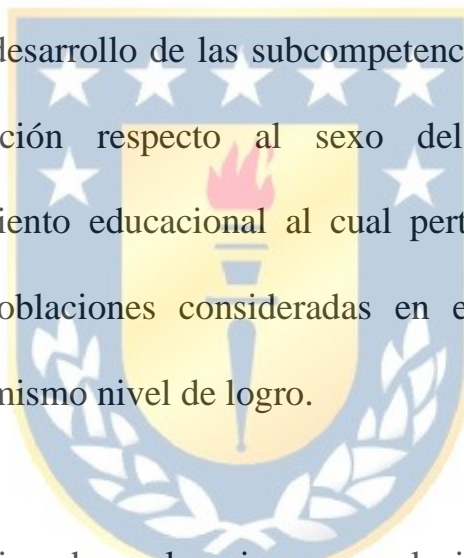 desarrollo de las subcompetenc
ción respecto al sexo del
iento educacional al cual pert
oblaciones consideradas en e
mismo nivel de logro.